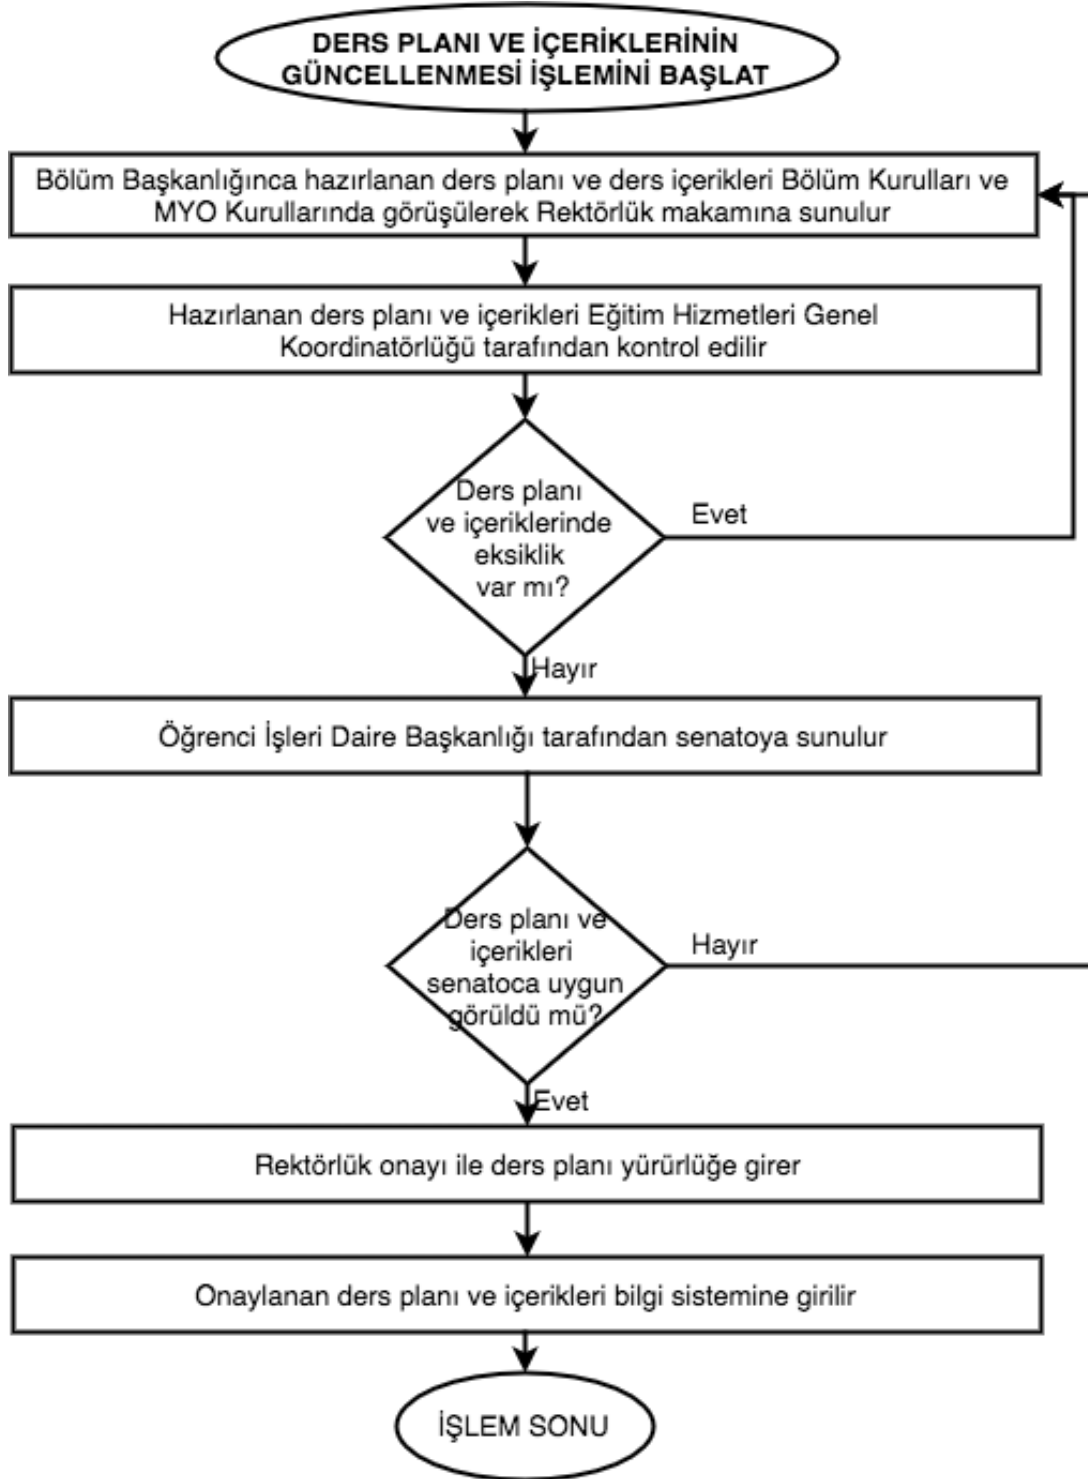 DERS PLANI VE İÇERİKLERİNİN
GÜNCELLENMESİ İŞLEMİNİ BAŞLAT
Bölüm Başkanlığınca hazırlanan ders planı ve ders içerikleri Bölüm Kurulları ve
MYO Kurullarında görüşülerek Rektörlük makamına sunulur
Hazırlanan ders planı ve içerikleri Eğitim Hizmetleri Genel
Koordinatörlüğü tarafından kontrol edilir
Ders planı
ve içeriklerinde
eksiklik
var mı?
Evet
Hayır
Öğrenci İşleri Daire Başkanlığı tarafından senatoya sunulur
Ders planı ve
içerikleri
senatoca uygun
görüldü mü?
Hayır
Evet
Rektörlük onayı ile ders planı yürürlüğe girer
Onaylanan ders planı ve içerikleri bilgi sistemine girilir
İŞLEM SONU